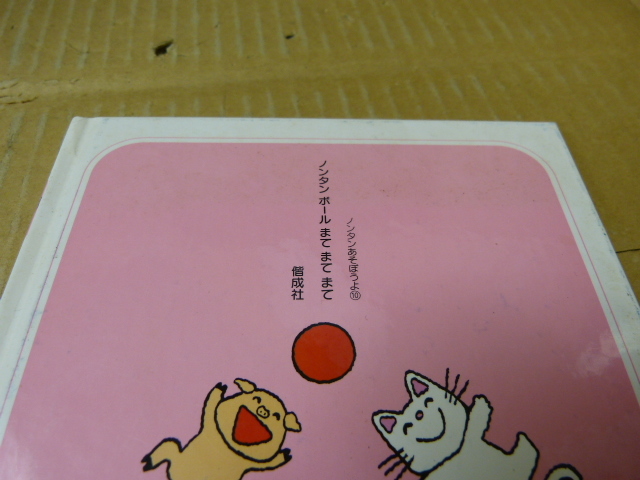 ノンタンあそぼうよ⑩
ノンタン ボール まて まて まて
偕成社